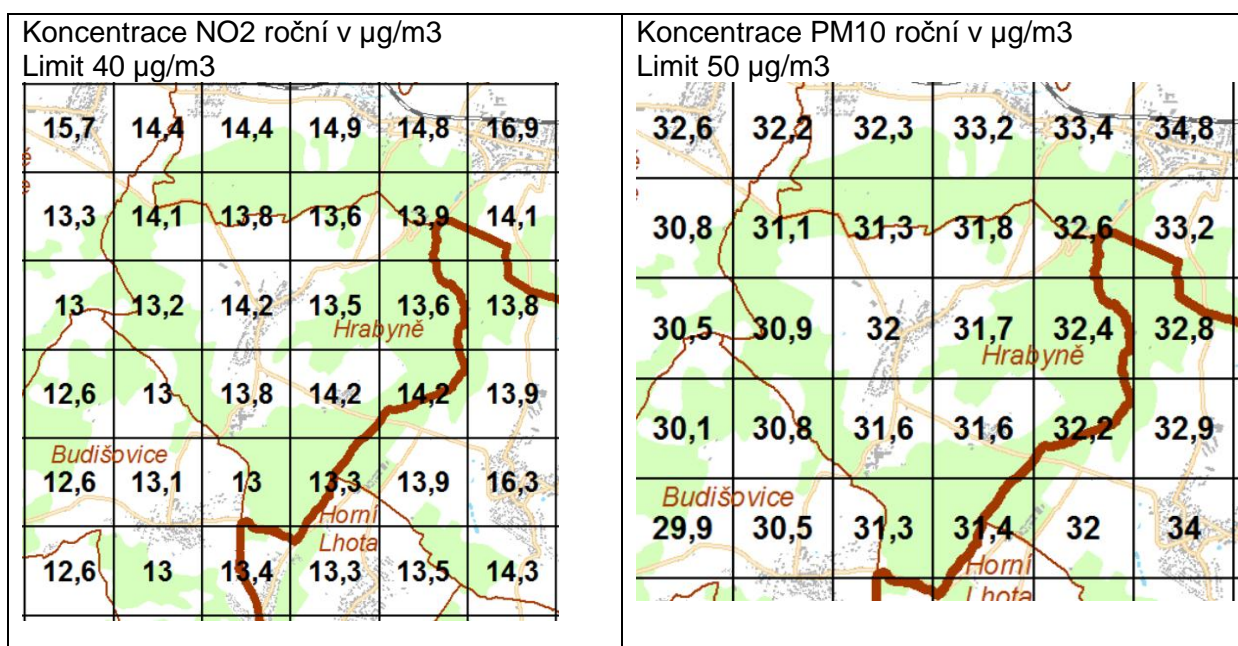 Koncentrace NO2 roční v µg/m3
Limit 40 µg/m3
15,7 14,4 14,4 14,9 14,8 16,9
13,3 14,1 13,8 13,6 13,9 14,1
13 13,2 14,2 13,5 13,6 13,8
Hrabyně
12,6 13 13,8 14,2 14,2 13,9
Budišovice
12,6 13,1 13 13,3 13,9 16,3
Horní
Lhota
12,6 13 13,4 13,3 13,5 14,3
Koncentrace PM10 roční v µg/m3
Limit 50 µg/m3
32,6 32,2 32,3 33,2 33,4 34,8
30,8 31,1 31,3 31,8 32,6 33,2
30,5 30,9 32 31,7 32,4 32,8
Hrabyně
30,1 30,8 31,6 31,6 32,2 32,9
Budišovice
29,9 30,5 31,3 31,4 32 34
Horní
Lhota